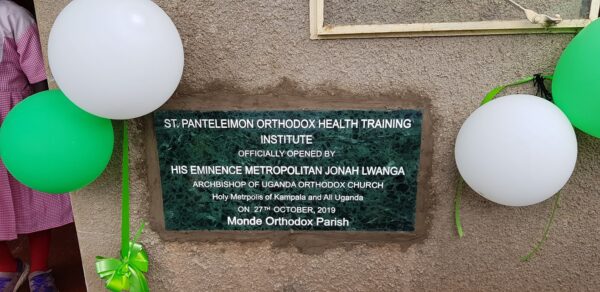 ST. PANTELEIMON ORTHODOX HEALTH TRAINING
INSTITUTE
OFFICIALLY OPENED BY
HIS EMINENCE METROPOLITAN JONAH LWANGA
ARCHBISHOP OF UGANDA ORTHODOX CHURCH
Holy Metrpolis of Kampala and All Uganda
ON 27TH OCTOBER, 2019
Monde Orthodox Parish